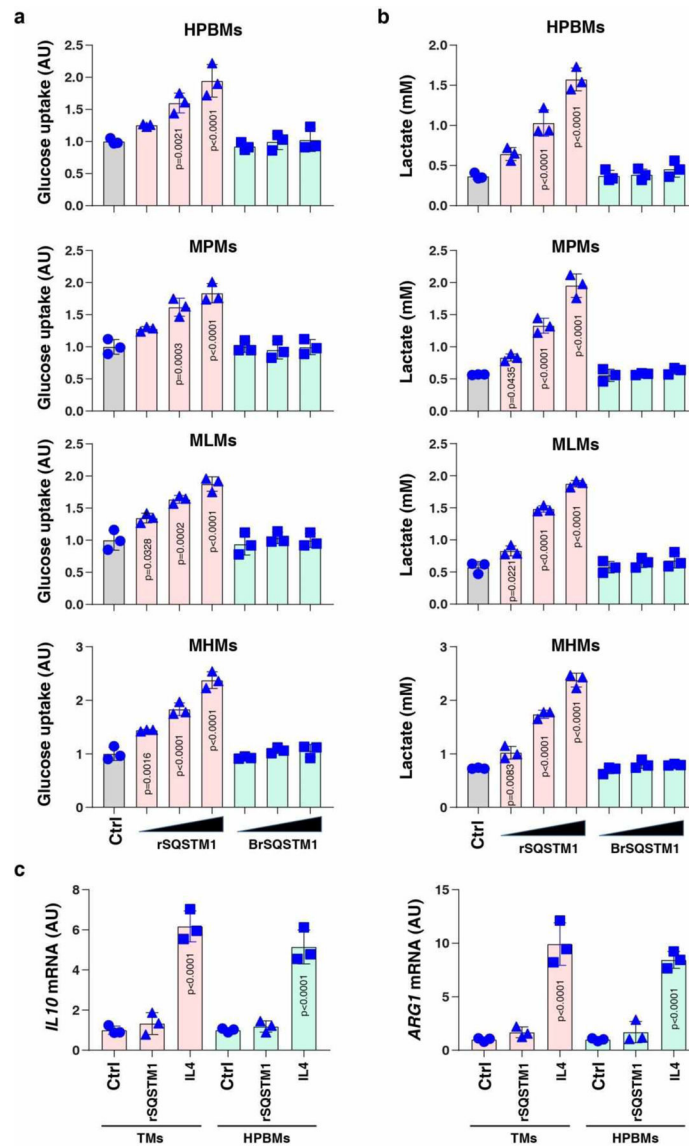 a
HPBMs
Glucose uptake (AU)
2.5
2.0
1.5
1.0
0.5
0.0
p=0.0021
p<0.0001
MPMs
Glucose uptake (AU)
2.5
2.0
1.5
1.0
0.5
0.0
p=0.0003
p<0.0001
MLMs
Glucose uptake (AU)
2.5
2.0
1.5
1.0
0.5
0.0
p=0.0328
p=0.0002
p<0.0001
MHMs
Glucose uptake (AU)
3
2
1
0
p=0.0016
p<0.0001
p<0.0001
Ctrl
rSQSTM1
BrSQSTM1
b
HPBMs
Lactate (mM)
2.0
1.5
1.0
0.5
0.0
p<0.0001
p<0.0001
MPMs
Lactate (mM)
2.5
2.0
1.5
1.0
0.5
0.0
p=0.0435
p<0.0001
p<0.0001
MLMs
Lactate (mM)
2.5
2.0
1.5
1.0
0.5
0.0
p=0.0221
p<0.0001
p<0.0001
MHMs
Lactate (mM)
3
2
1
0
p=0.0083
p<0.0001
p<0.0001
Ctrl
rSQSTM1
BrSQSTM1
c
IL10 mRNA (AU)
8
6
4
2
0
p<0.0001
p<0.0001
Ctrl
rSQSTM1
IL4
Ctrl
rSQSTM1
IL4
TMs
HPBMs
ARG1 mRNA (AU)
15
10
5
0
p<0.0001
p<0.0001
Ctrl
rSQSTM1
IL4
Ctrl
rSQSTM1
IL4
TMs
HPBMs